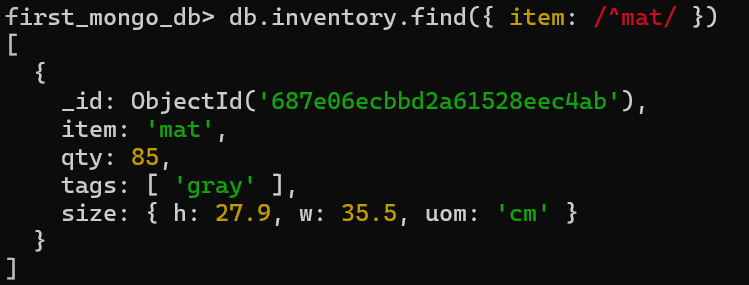 first_mongo_db> db.inventory.find({ item: /^mat/ })
[
  {
    _id: ObjectId('687e06ecbbd2a61528eec4ab'),
    item: 'mat',
    qty: 85,
    tags: [ 'gray' ],
    size: { h: 27.9, w: 35.5, uom: 'cm' }
  }
]